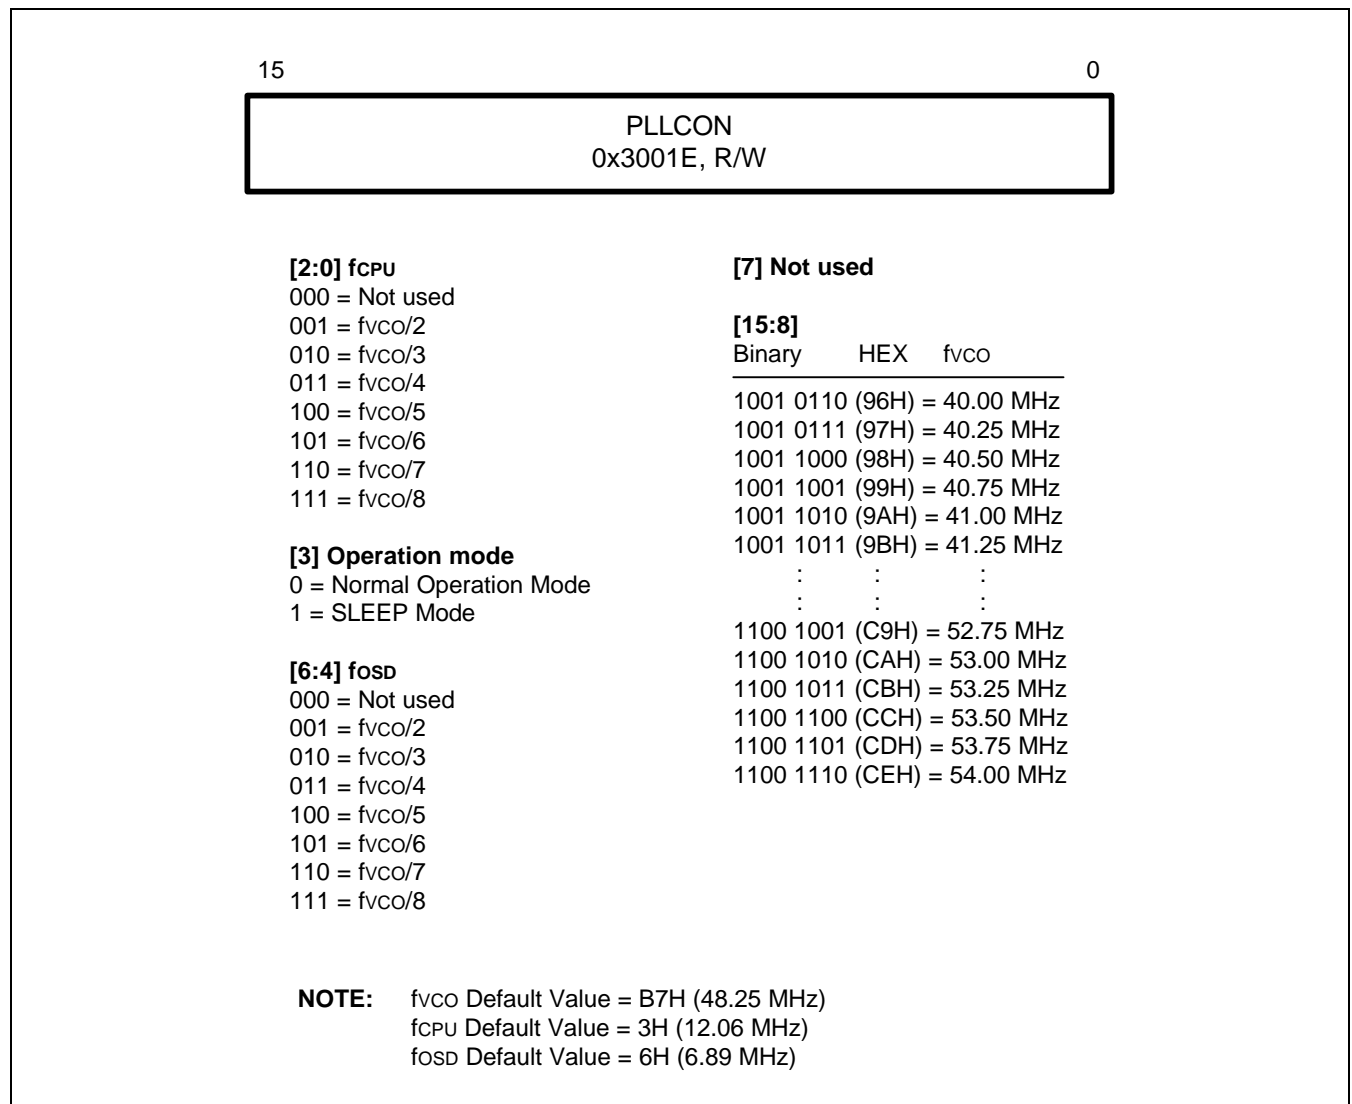 15 0
PLLCON
0x3001E, R/W
[2:0] fCPU
000 = Not used
001 = fVCO/2
010 = fVCO/3
011 = fVCO/4
100 = fVCO/5
101 = fVCO/6
110 = fVCO/7
111 = fVCO/8
[3] Operation mode
0 = Normal Operation Mode
1 = SLEEP Mode
[6:4] fOSD
000 = Not used
001 = fVCO/2
010 = fVCO/3
011 = fVCO/4
100 = fVCO/5
101 = fVCO/6
110 = fVCO/7
111 = fVCO/8
[7] Not used
[15:8]
Binary HEX fVCO
1001 0110 (96H) = 40.00 MHz
1001 0111 (97H) = 40.25 MHz
1001 1000 (98H) = 40.50 MHz
1001 1001 (99H) = 40.75 MHz
1001 1010 (9AH) = 41.00 MHz
1001 1011 (9BH) = 41.25 MHz
: : :
: : :
1100 1001 (C9H) = 52.75 MHz
1100 1010 (CAH) = 53.00 MHz
1100 1011 (CBH) = 53.25 MHz
1100 1100 (CCH) = 53.50 MHz
1100 1101 (CDH) = 53.75 MHz
1100 1110 (CEH) = 54.00 MHz
NOTE: fVCO Default Value = B7H (48.25 MHz)
fCPU Default Value = 3H (12.06 MHz)
fOSD Default Value = 6H (6.89 MHz)